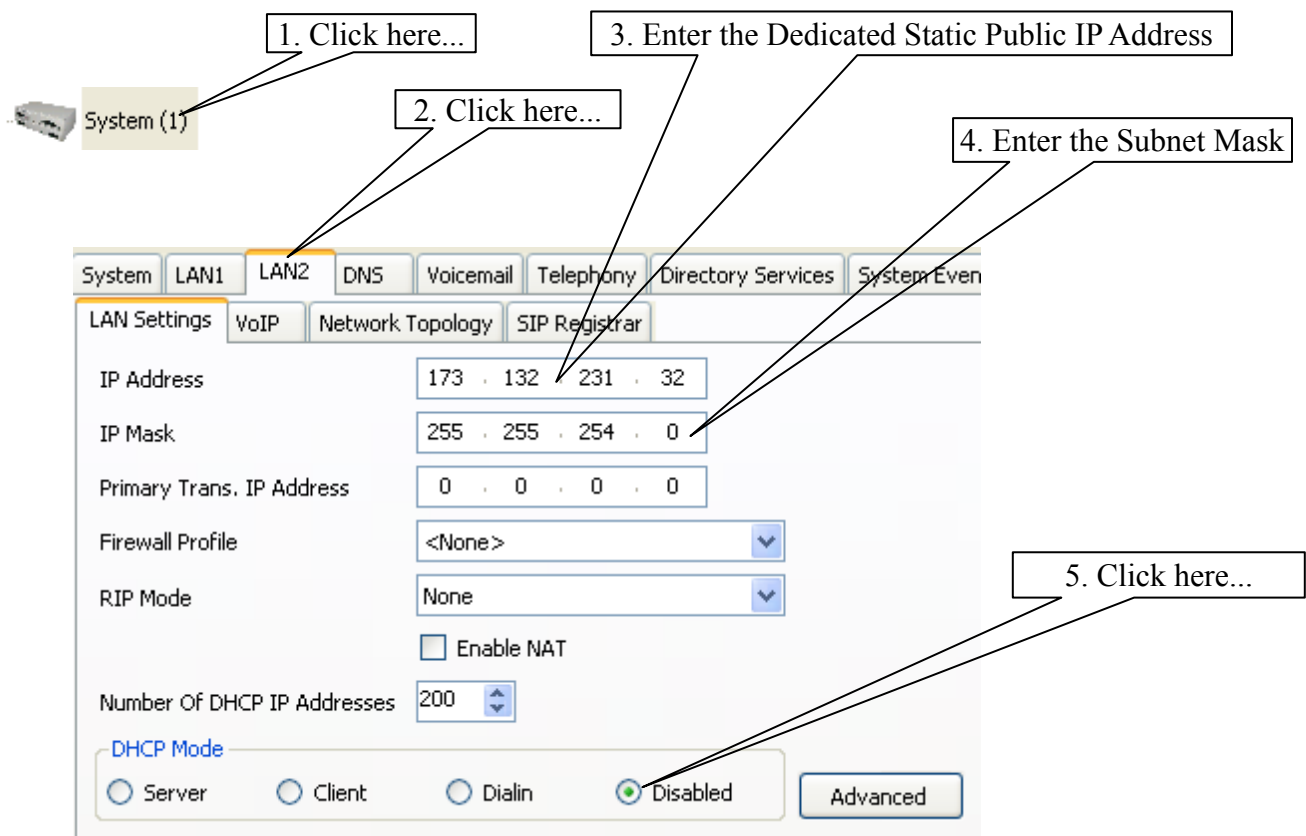 1. Click here...
3. Enter the Dedicated Static Public IP Address
System (1)
2. Click here...
4. Enter the Subnet Mask
System LAN1 LAN2 DNS Voicemail Telephony Directory Services System Even
LAN Settings VoIP Network Topology SIP Registrar
IP Address 173 . 132 . 231 . 32
IP Mask 255 . 255 . 254 . 0
Primary Trans. IP Address 0 . 0 . 0 . 0
Firewall Profile <None>
RIP Mode None
5. Click here...
Enable NAT
Number Of DHCP IP Addresses 200
DHCP Mode
Server Client Dialin Disabled Advanced